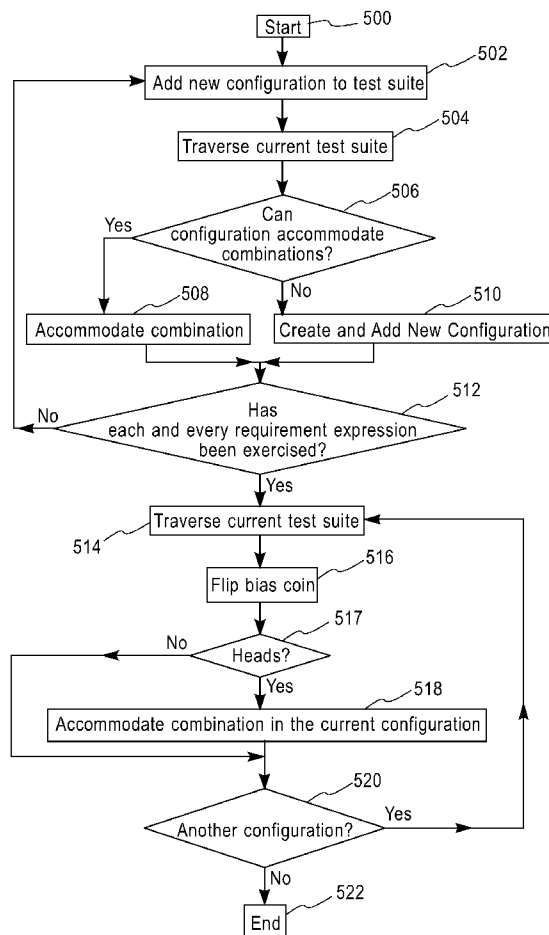 Start
500
502
Add new configuration to test suite
504
Traverse current test suite
506
Can
configuration accommodate
combinations?
Yes
No
508
510
Accommodate combination
Create and Add New Configuration
512
Has
each and every requirement expression
been exercised?
No
Yes
Traverse current test suite
514
516
Flip bias coin
517
Heads?
No
Yes
518
Accommodate combination in the current configuration
520
Another configuration?
Yes
No
522
End